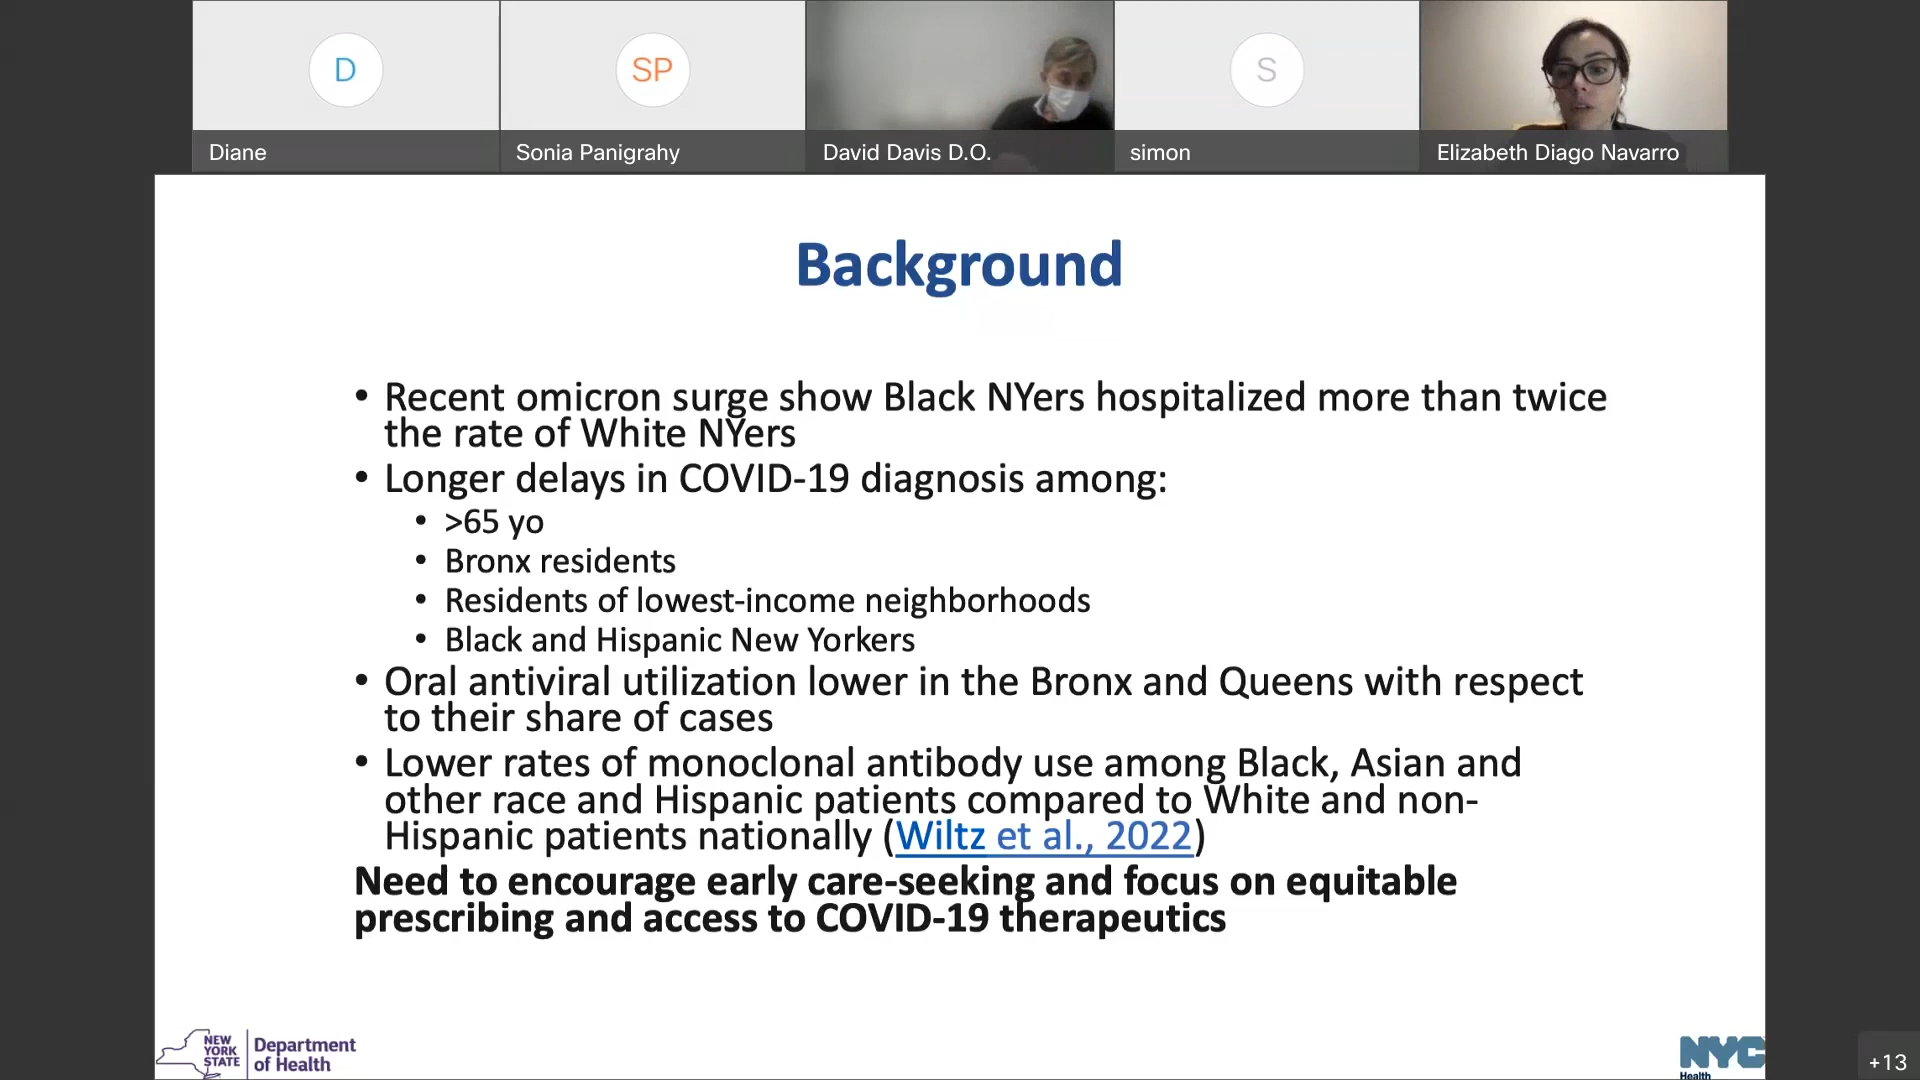 D
SP
S
Diane
Sonia Panigrahy
David Davis D.O.
simon
Elizabeth Diago Navarro
Background
• Recent omicron surge show Black NYers hospitalized more than twice
the rate of White NYers
• Longer delays in COVID-19 diagnosis among:
• >65 yo
• Bronx residents
• Residents of lowest-income neighborhoods
• Black and Hispanic New Yorkers
• Oral antiviral utilization lower in the Bronx and Queens with respect
to their share of cases
• Lower rates of monoclonal antibody use among Black, Asian and
other race and Hispanic patients compared to White and non-
Hispanic patients nationally (Wiltz et al., 2022)
Need to encourage early care-seeking and focus on equitable
prescribing and access to COVID-19 therapeutics
NEW
YORK
STATE
Department
of Health
NYC
Health
+13